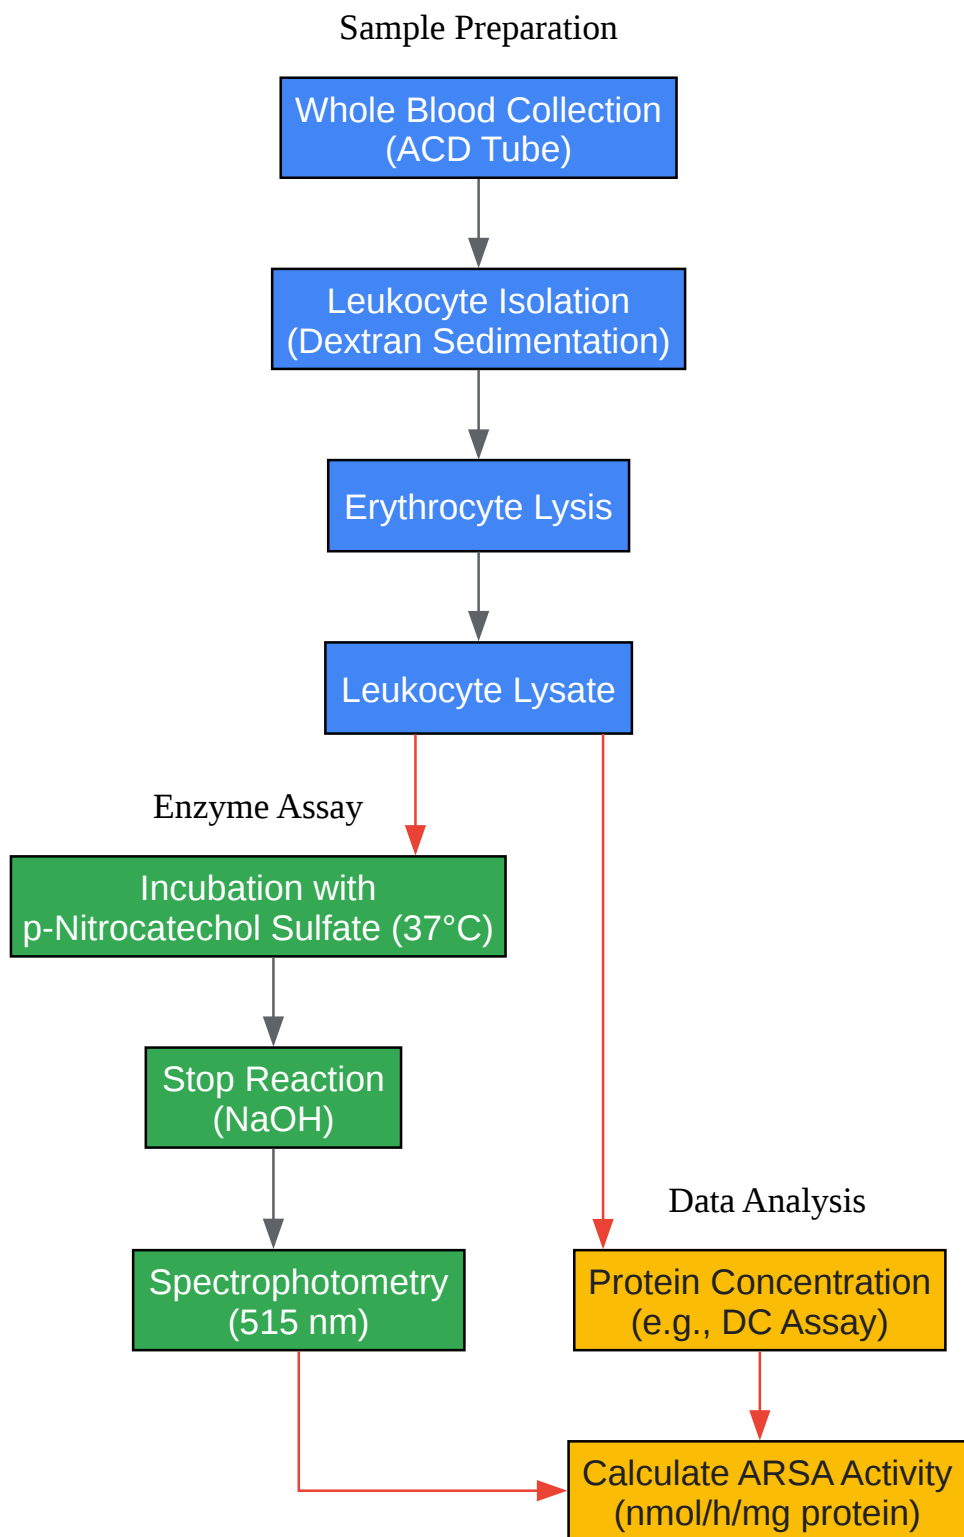 Sample Preparation
Whole Blood Collection
(ACD Tube)
Leukocyte Isolation
(Dextran Sedimentation)
Erythrocyte Lysis
Leukocyte Lysate
Enzyme Assay
Incubation with
p-Nitrocatechol Sulfate (37°C)
Stop Reaction
(NaOH)
Spectrophotometry
(515 nm)
Data Analysis
Protein Concentration
(e.g., DC Assay)
Calculate ARSA Activity
(nmol/h/mg protein)